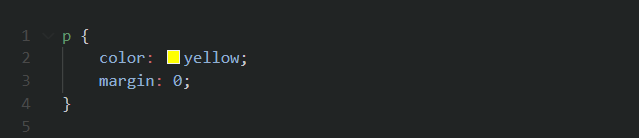 1 p {
2 color: yellow;
3 margin: 0;
4 }
5